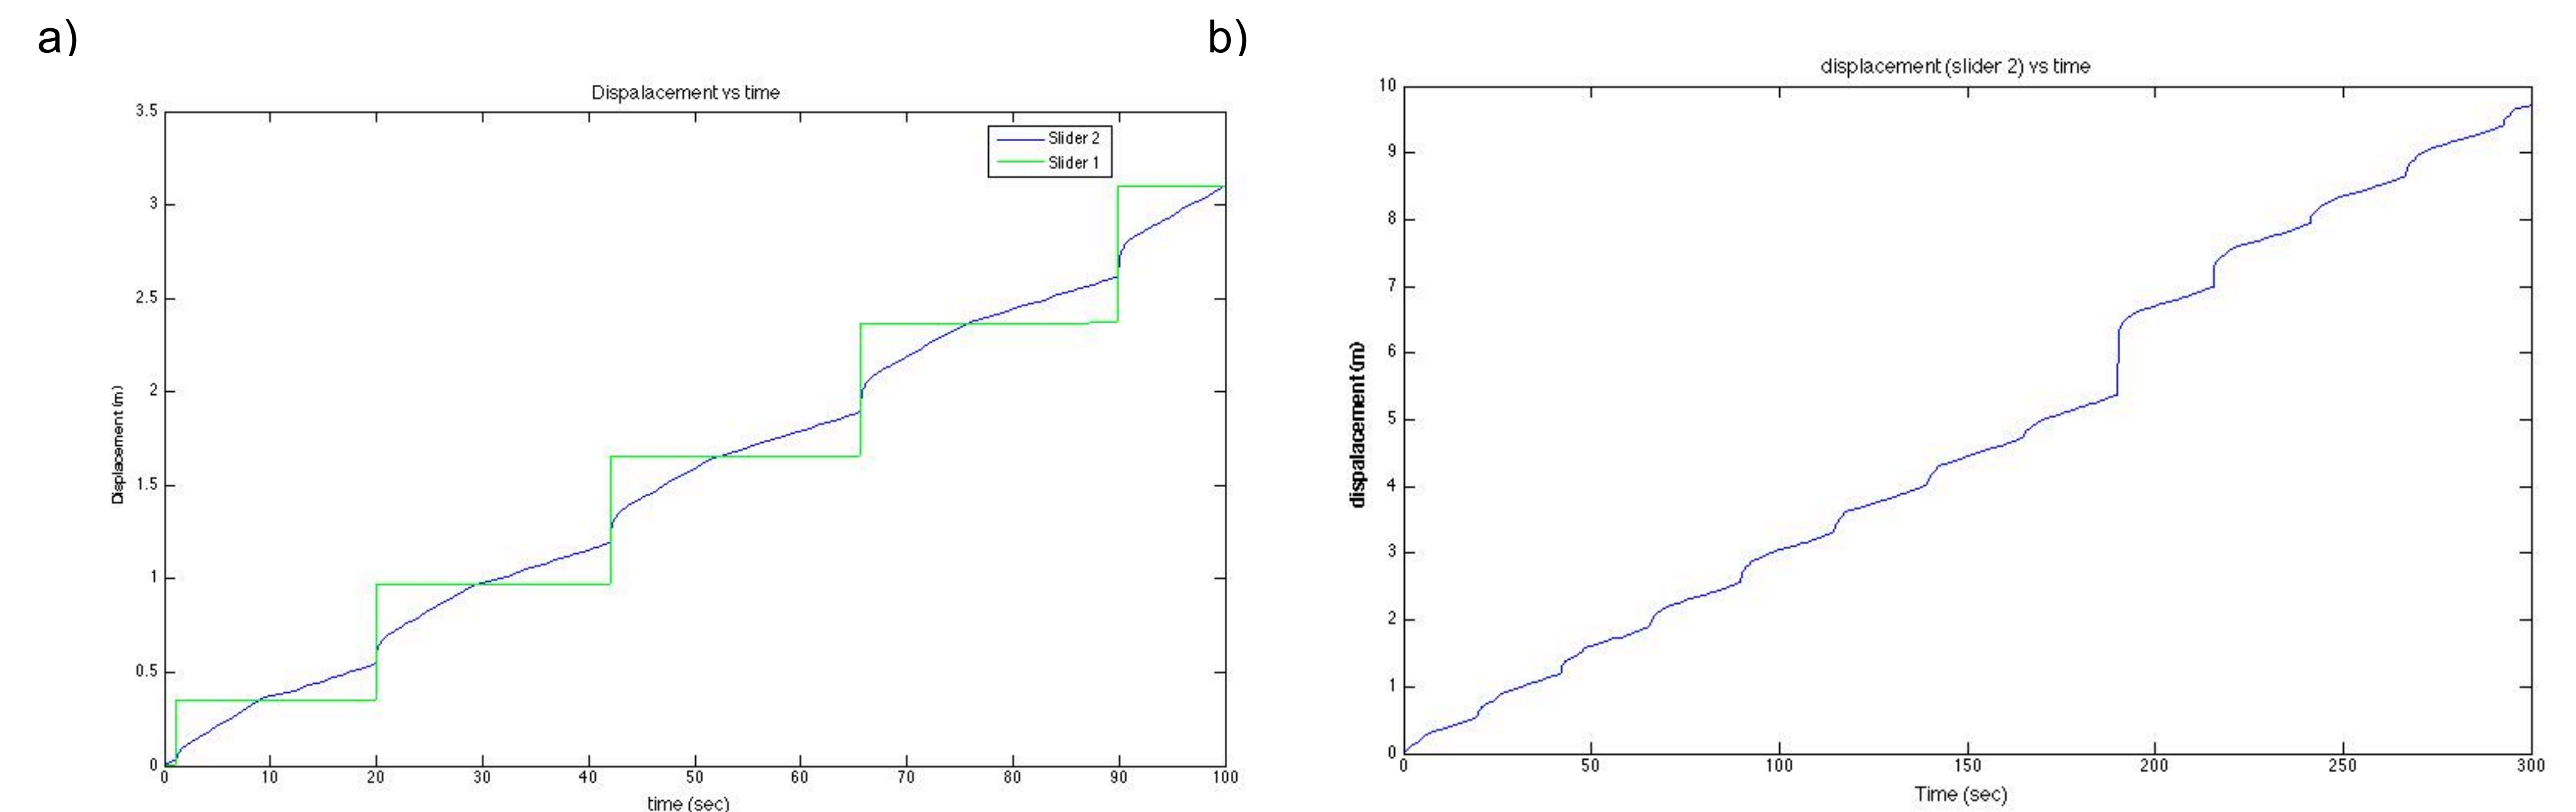 a)
Dispalacement vs time
3.5
3
2.5
2
1.5
1
0.5
0
Displacement (m)
Slider 2
Slider 1
0 10 20 30 40 50 60 70 80 90 100
time (sec)
b)
displacement (slider 2) vs time
10
9
8
7
6
5
4
3
2
1
0
dispalacement (m)
0 50 100 150 200 250 300
Time (sec)